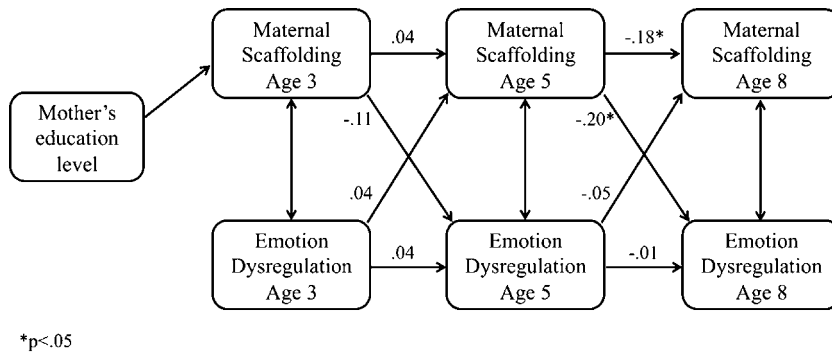 Maternal
Scaffolding
Age 3
.04
Maternal
Scaffolding
Age 5
-.18*
Maternal
Scaffolding
Age 8
Mother's
education
level
-.11
-.20*
.04
-.05
Emotion
Dysregulation
Age 3
.04
Emotion
Dysregulation
Age 5
-.01
Emotion
Dysregulation
Age 8
*p<.05